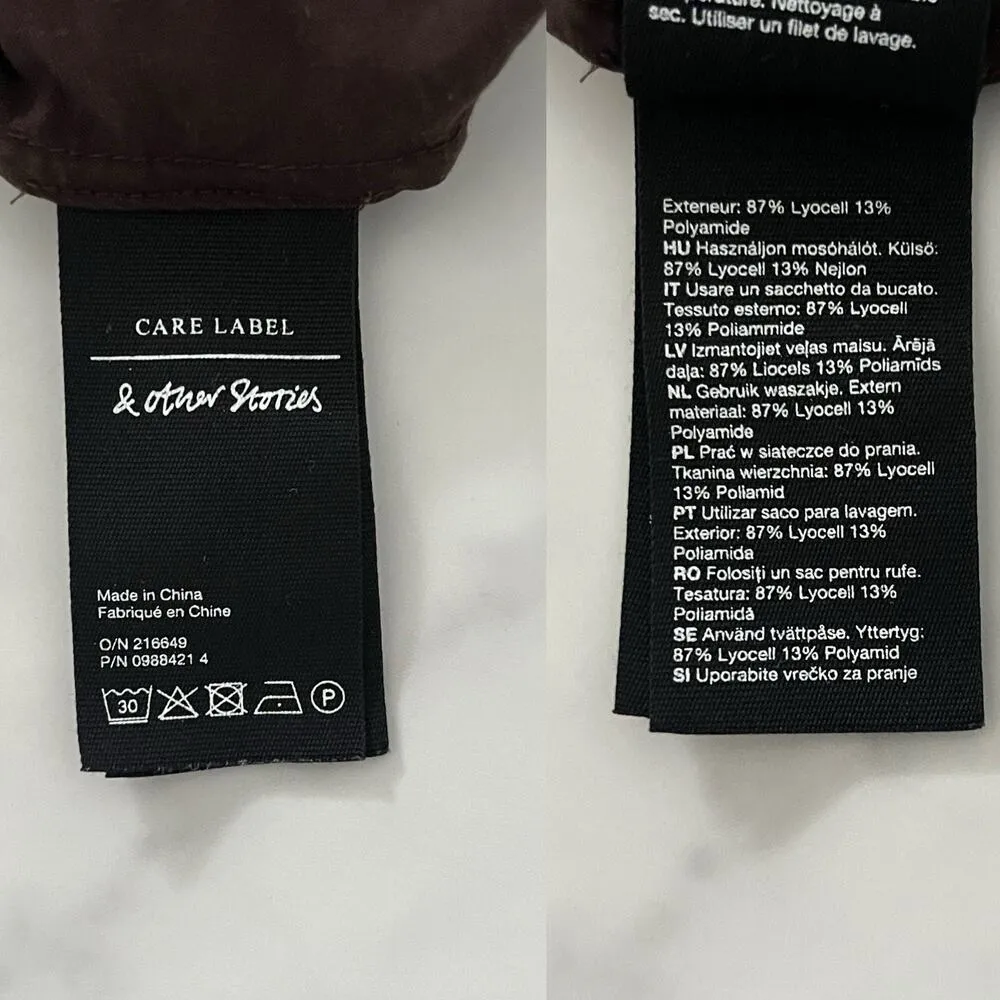 CARE LABEL
& other Stories
Made in China
Fabriqué en Chine
O/N 216649
P/N 0988421 4
30
P
Nettoyage à
sec. Utiliser un filet de lavage.
Exteneur: 87% Lyocell 13%
Polyamide
HU Használjon mosóhálót. Külső:
87% Lyocell 13% Nejlon
IT Usare un sacchetto da bucato.
Tessuto esterno: 87% Lyocell
13% Poliammide
LV Izmantojiet veļas maisu. Ārējā
daļa: 87% Liocels 13% Poliamīds
NL Gebruik waszakje. Extern
materiaal: 87% Lyocell 13%
Polyamide
PL Prać w siateczce do prania.
Tkanina wierzchnia: 87% Lyocell
13% Poliamid
PT Utilizar saco para lavagem.
Exterior: 87% Lyocell 13%
Poliamida
RO Folosiți un sac pentru rufe.
Tesatura: 87% Lyocell 13%
Poliamidă
SE Använd tvättpåse. Yttertyg:
87% Lyocell 13% Polyamid
SI Uporabite vrečko za pranje